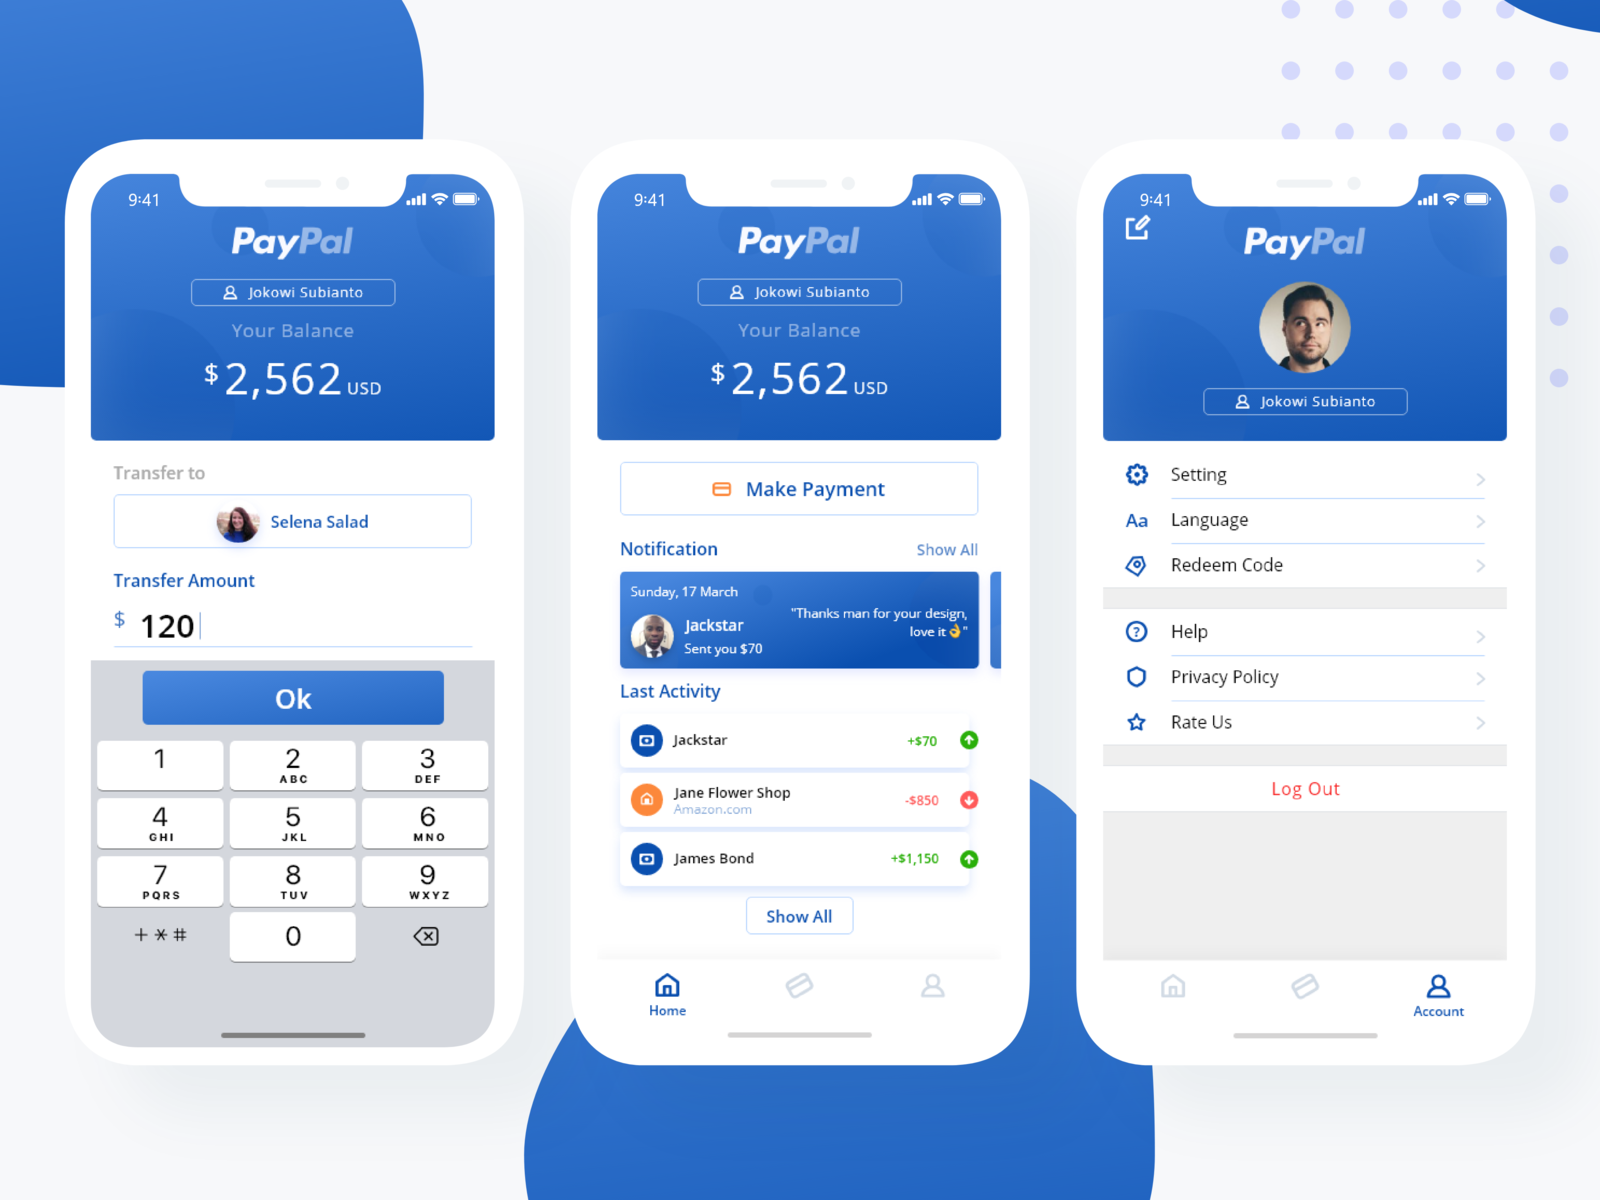 9:41
PayPal
Jokowi Subianto
Your Balance
$2,562 USD
Transfer to
Selena Salad
Transfer Amount
$ 120
Ok
1
2
ABC
3
DEF
4
GHI
5
JKL
6
MNO
7
PQRS
8
TUV
9
WXYZ
+*#
0
9:41
PayPal
Jokowi Subianto
Your Balance
$2,562 USD
Make Payment
Notification
Show All
Sunday, 17 March
Jackstar
Sent you $70
"Thanks man for your design,
love it👌"
Last Activity
Jackstar
+$70
Jane Flower Shop
Amazon.com
-$850
James Bond
+$1,150
Show All
Home
9:41
PayPal
Jokowi Subianto
Setting
Aa Language
Redeem Code
? Help
Privacy Policy
Rate Us
Log Out
Account